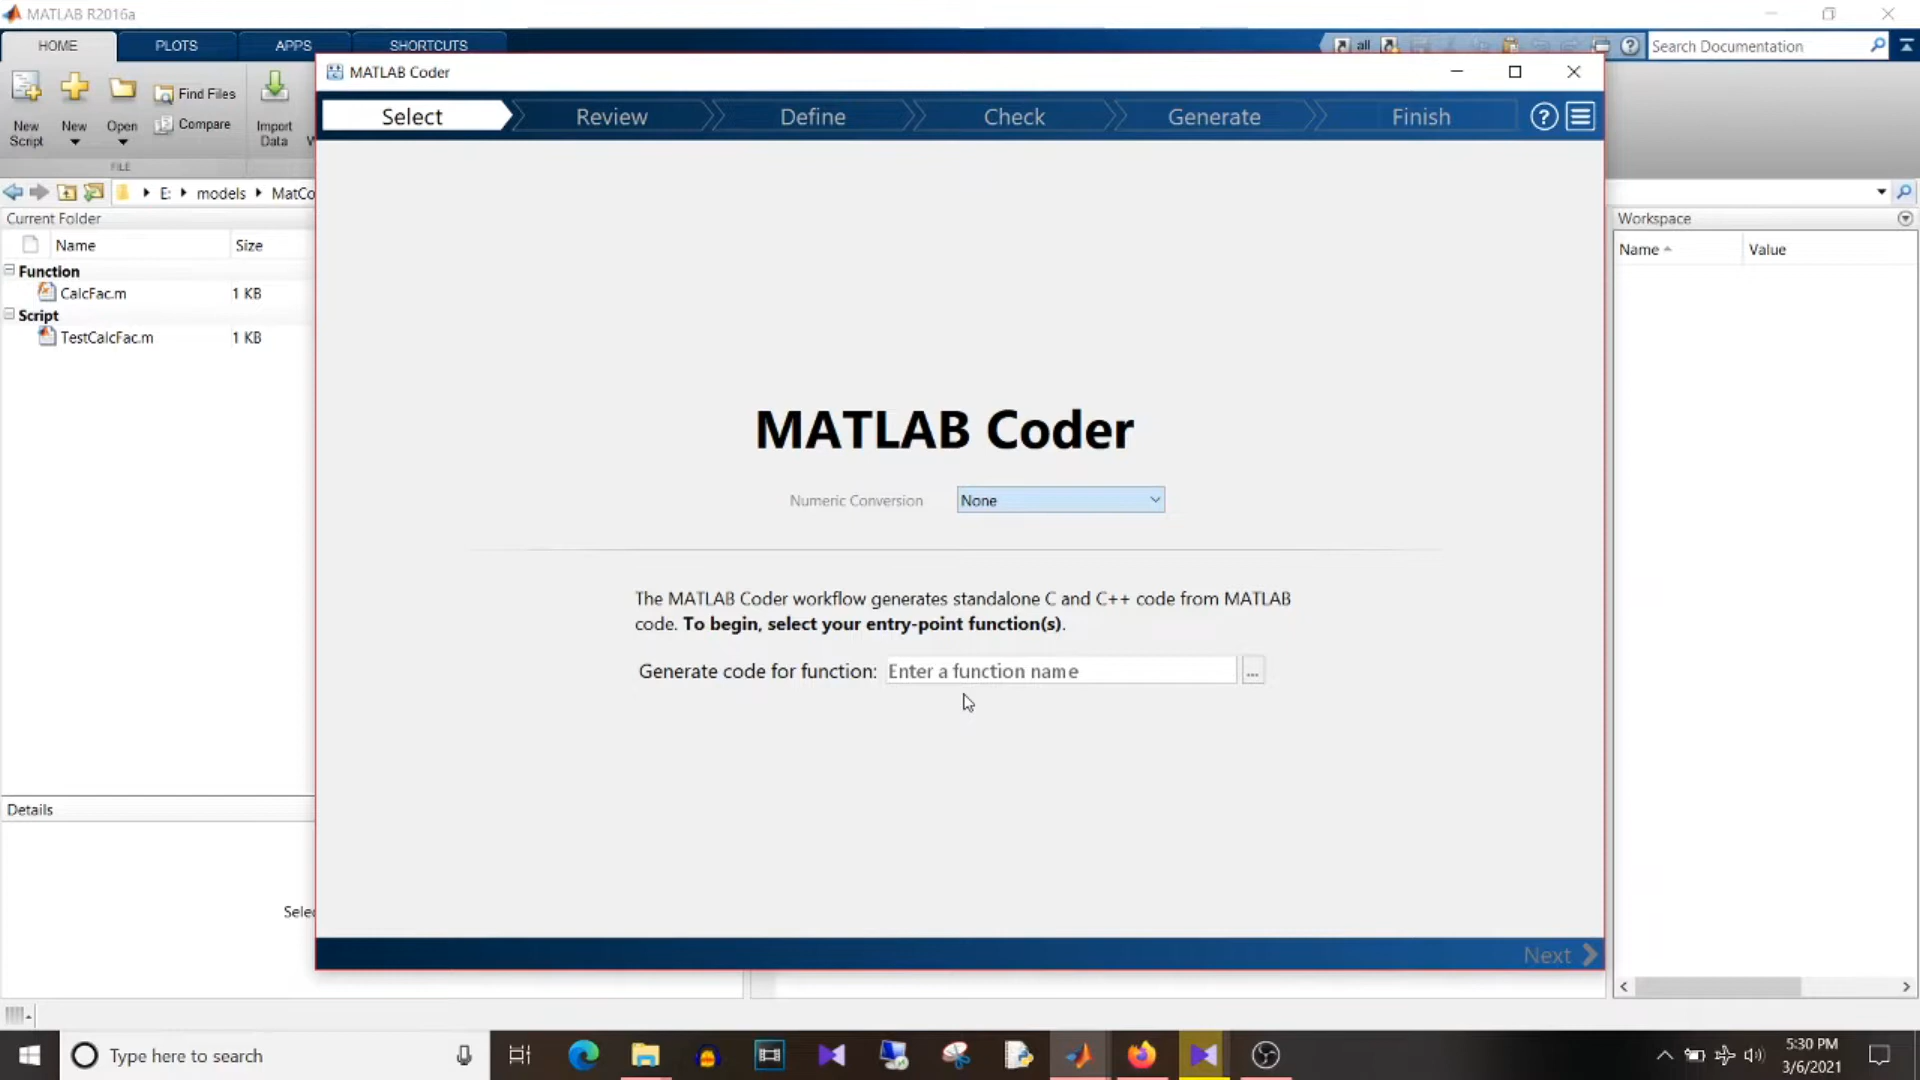 MATLAB R2016a
HOME PLOTS APPS SHORTCUTS
all
Search Documentation
MATLAB Coder
Find Files
Compare
New Script
New
Open
Import Data
FILE
Select Review Define Check Generate Finish
E: models MatCo
Current Folder
Name Size
Function
CalcFac.m 1 KB
Script
TestCalcFac.m 1 KB
MATLAB Coder
Numeric Conversion None
The MATLAB Coder workflow generates standalone C and C++ code from MATLAB
code. To begin, select your entry-point function(s).
Generate code for function: Enter a function name ...
Workspace
Name Value
Details
Selec
Next
Type here to search
5:30 PM
3/6/2021